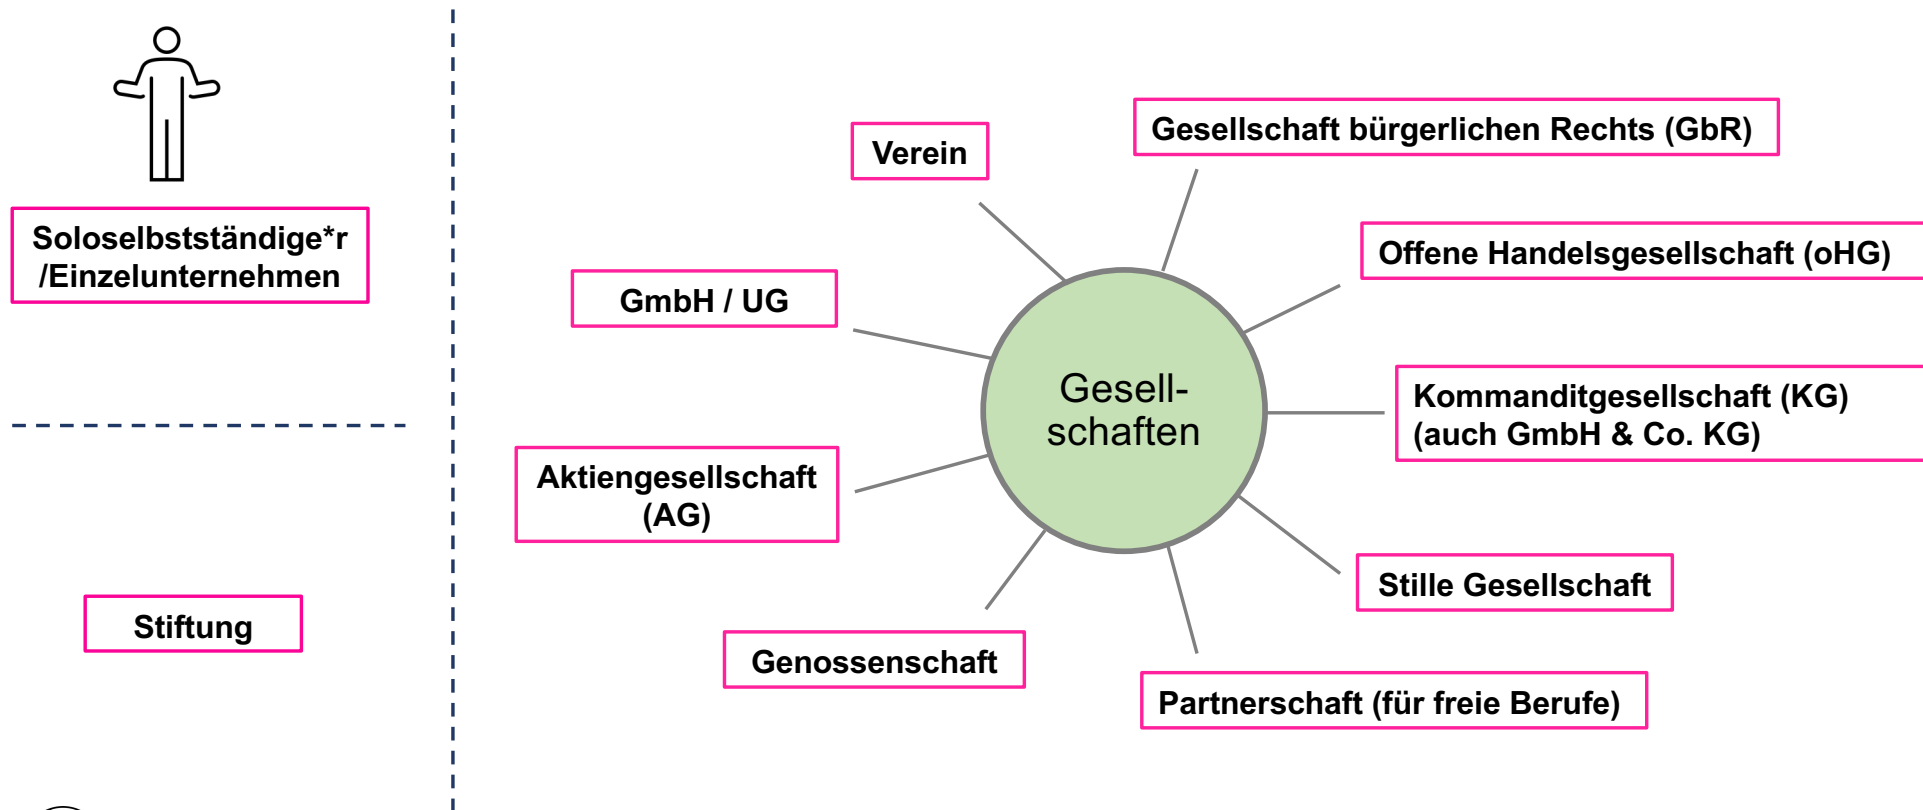 Soloselbstständige*r
/Einzelunternehmen
Stiftung
Verein
Gesellschaft bürgerlichen Rechts (GbR)
GmbH / UG
Offene Handelsgesellschaft (oHG)
Gesell-
schaften
Kommanditgesellschaft (KG)
(auch GmbH & Co. KG)
Aktiengesellschaft
(AG)
Stille Gesellschaft
Genossenschaft
Partnerschaft (für freie Berufe)